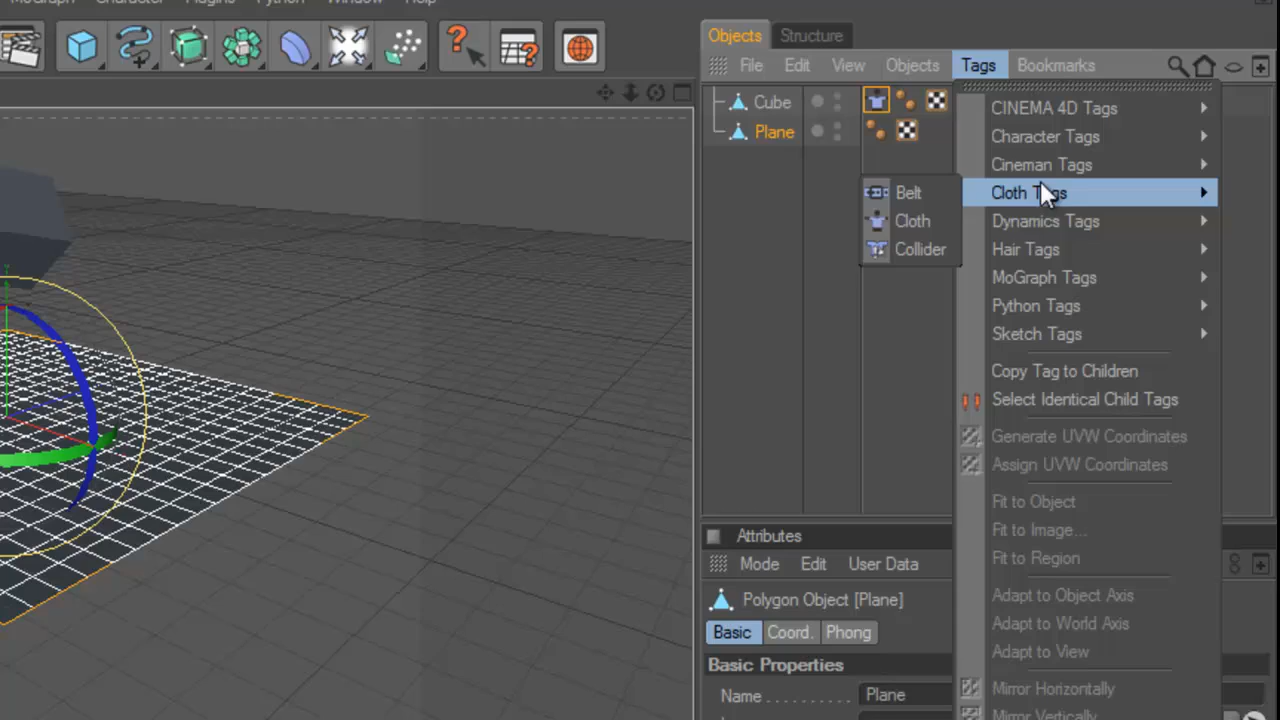 MoGraph Character Plugins Python Window Help
Objects Structure
File Edit View Objects Tags Bookmarks
Cube
Plane
CINEMA 4D Tags
Character Tags
Cineman Tags
Cloth Tags
Dynamics Tags
Hair Tags
MoGraph Tags
Python Tags
Sketch Tags
Belt
Cloth
Collider
Copy Tag to Children
Select Identical Child Tags
Generate UVW Coordinates
Assign UVW Coordinates
Fit to Object
Fit to Image...
Fit to Region
Adapt to Object Axis
Adapt to World Axis
Adapt to View
Mirror Horizontally
Mirror Vertically
Attributes
Mode Edit User Data
Polygon Object [Plane]
Basic Coord. Phong
Basic Properties
Name . . . . . . . . . . Plane